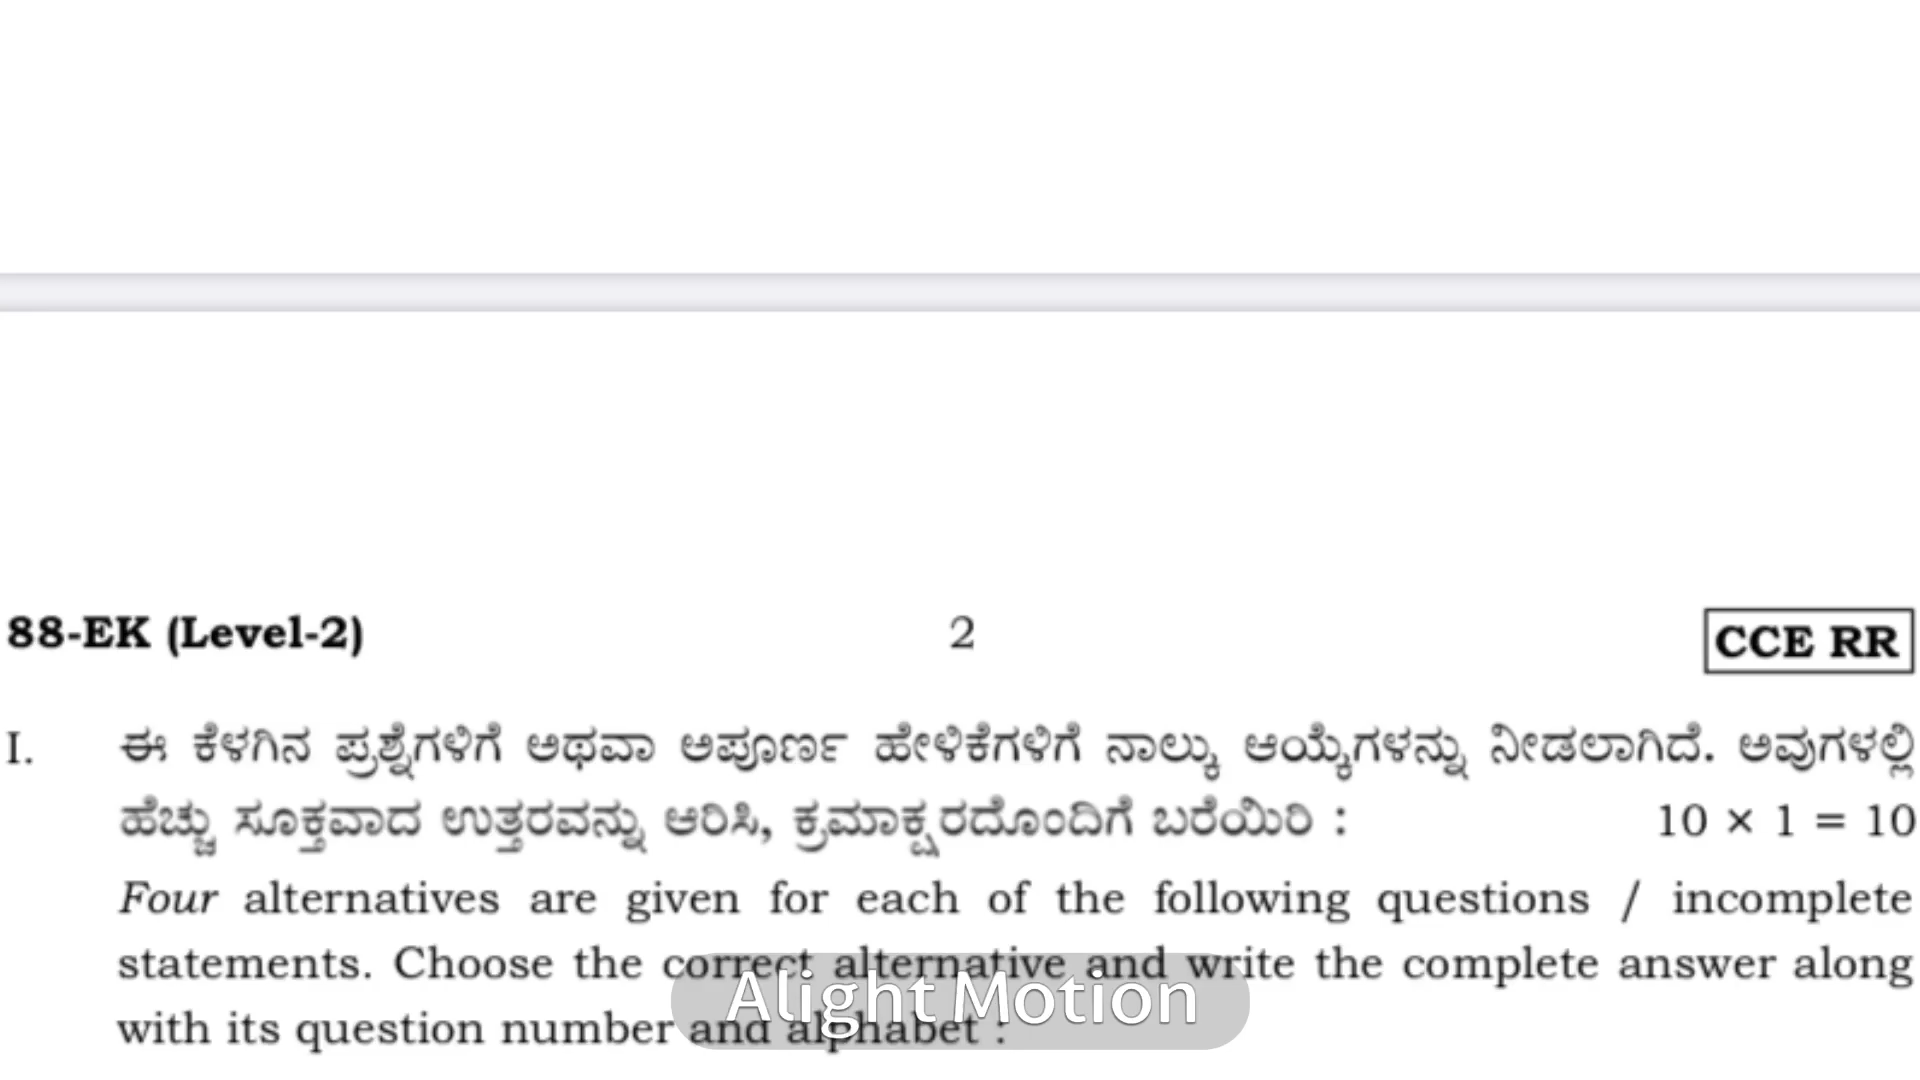 88-EK (Level-2) 2 CCE RR
I. ಈ ಕೆಳಗಿನ ಪ್ರಶ್ನೆಗಳಿಗೆ ಅಥವಾ ಅಪೂರ್ಣ ಹೇಳಿಕೆಗಳಿಗೆ ನಾಲ್ಕು ಆಯ್ಕೆಗಳನ್ನು ನೀಡಲಾಗಿದೆ. ಅವುಗಳಲ್ಲಿ
ಹೆಚ್ಚು ಸೂಕ್ತವಾದ ಉತ್ತರವನ್ನು ಆರಿಸಿ, ಕ್ರಮಾಕ್ಷರದೊಂದಿಗೆ ಬರೆಯಿರಿ : 10 × 1 = 10
Four alternatives are given for each of the following questions / incomplete
statements. Choose the correct alternative and write the complete answer along
with its question number and alphabet :
Alight Motion